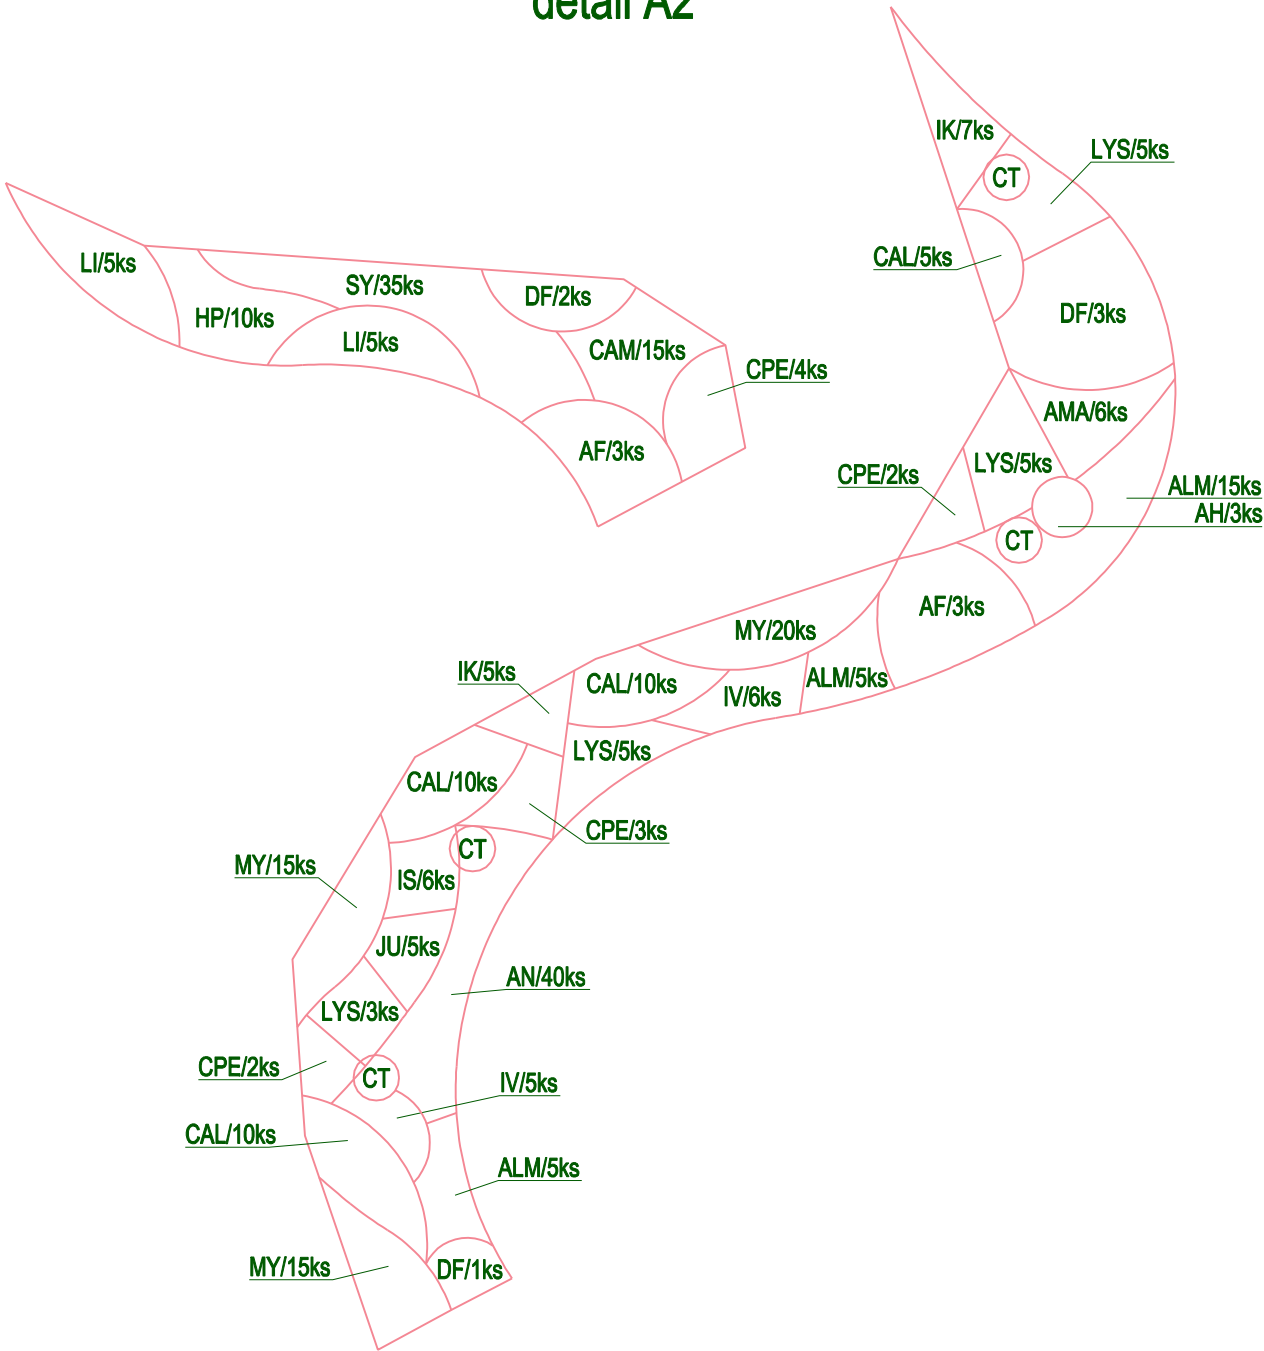 detail A2
IK/7ks
LYS/5ks
CT
CAL/5ks
LI/5ks
SY/35ks
DF/2ks
HP/10ks
LI/5ks
CAM/15ks
DF/3ks
CPE/4ks
AMA/6ks
AF/3ks
LYS/5ks
CPE/2ks
ALM/15ks
AH/3ks
CT
AF/3ks
MY/20ks
IK/5ks
CAL/10ks
IV/6ks
ALM/5ks
LYS/5ks
CAL/10ks
CPE/3ks
CT
MY/15ks
IS/6ks
JU/5ks
AN/40ks
LYS/3ks
CPE/2ks
CT
IV/5ks
CAL/10ks
ALM/5ks
MY/15ks
DF/1ks